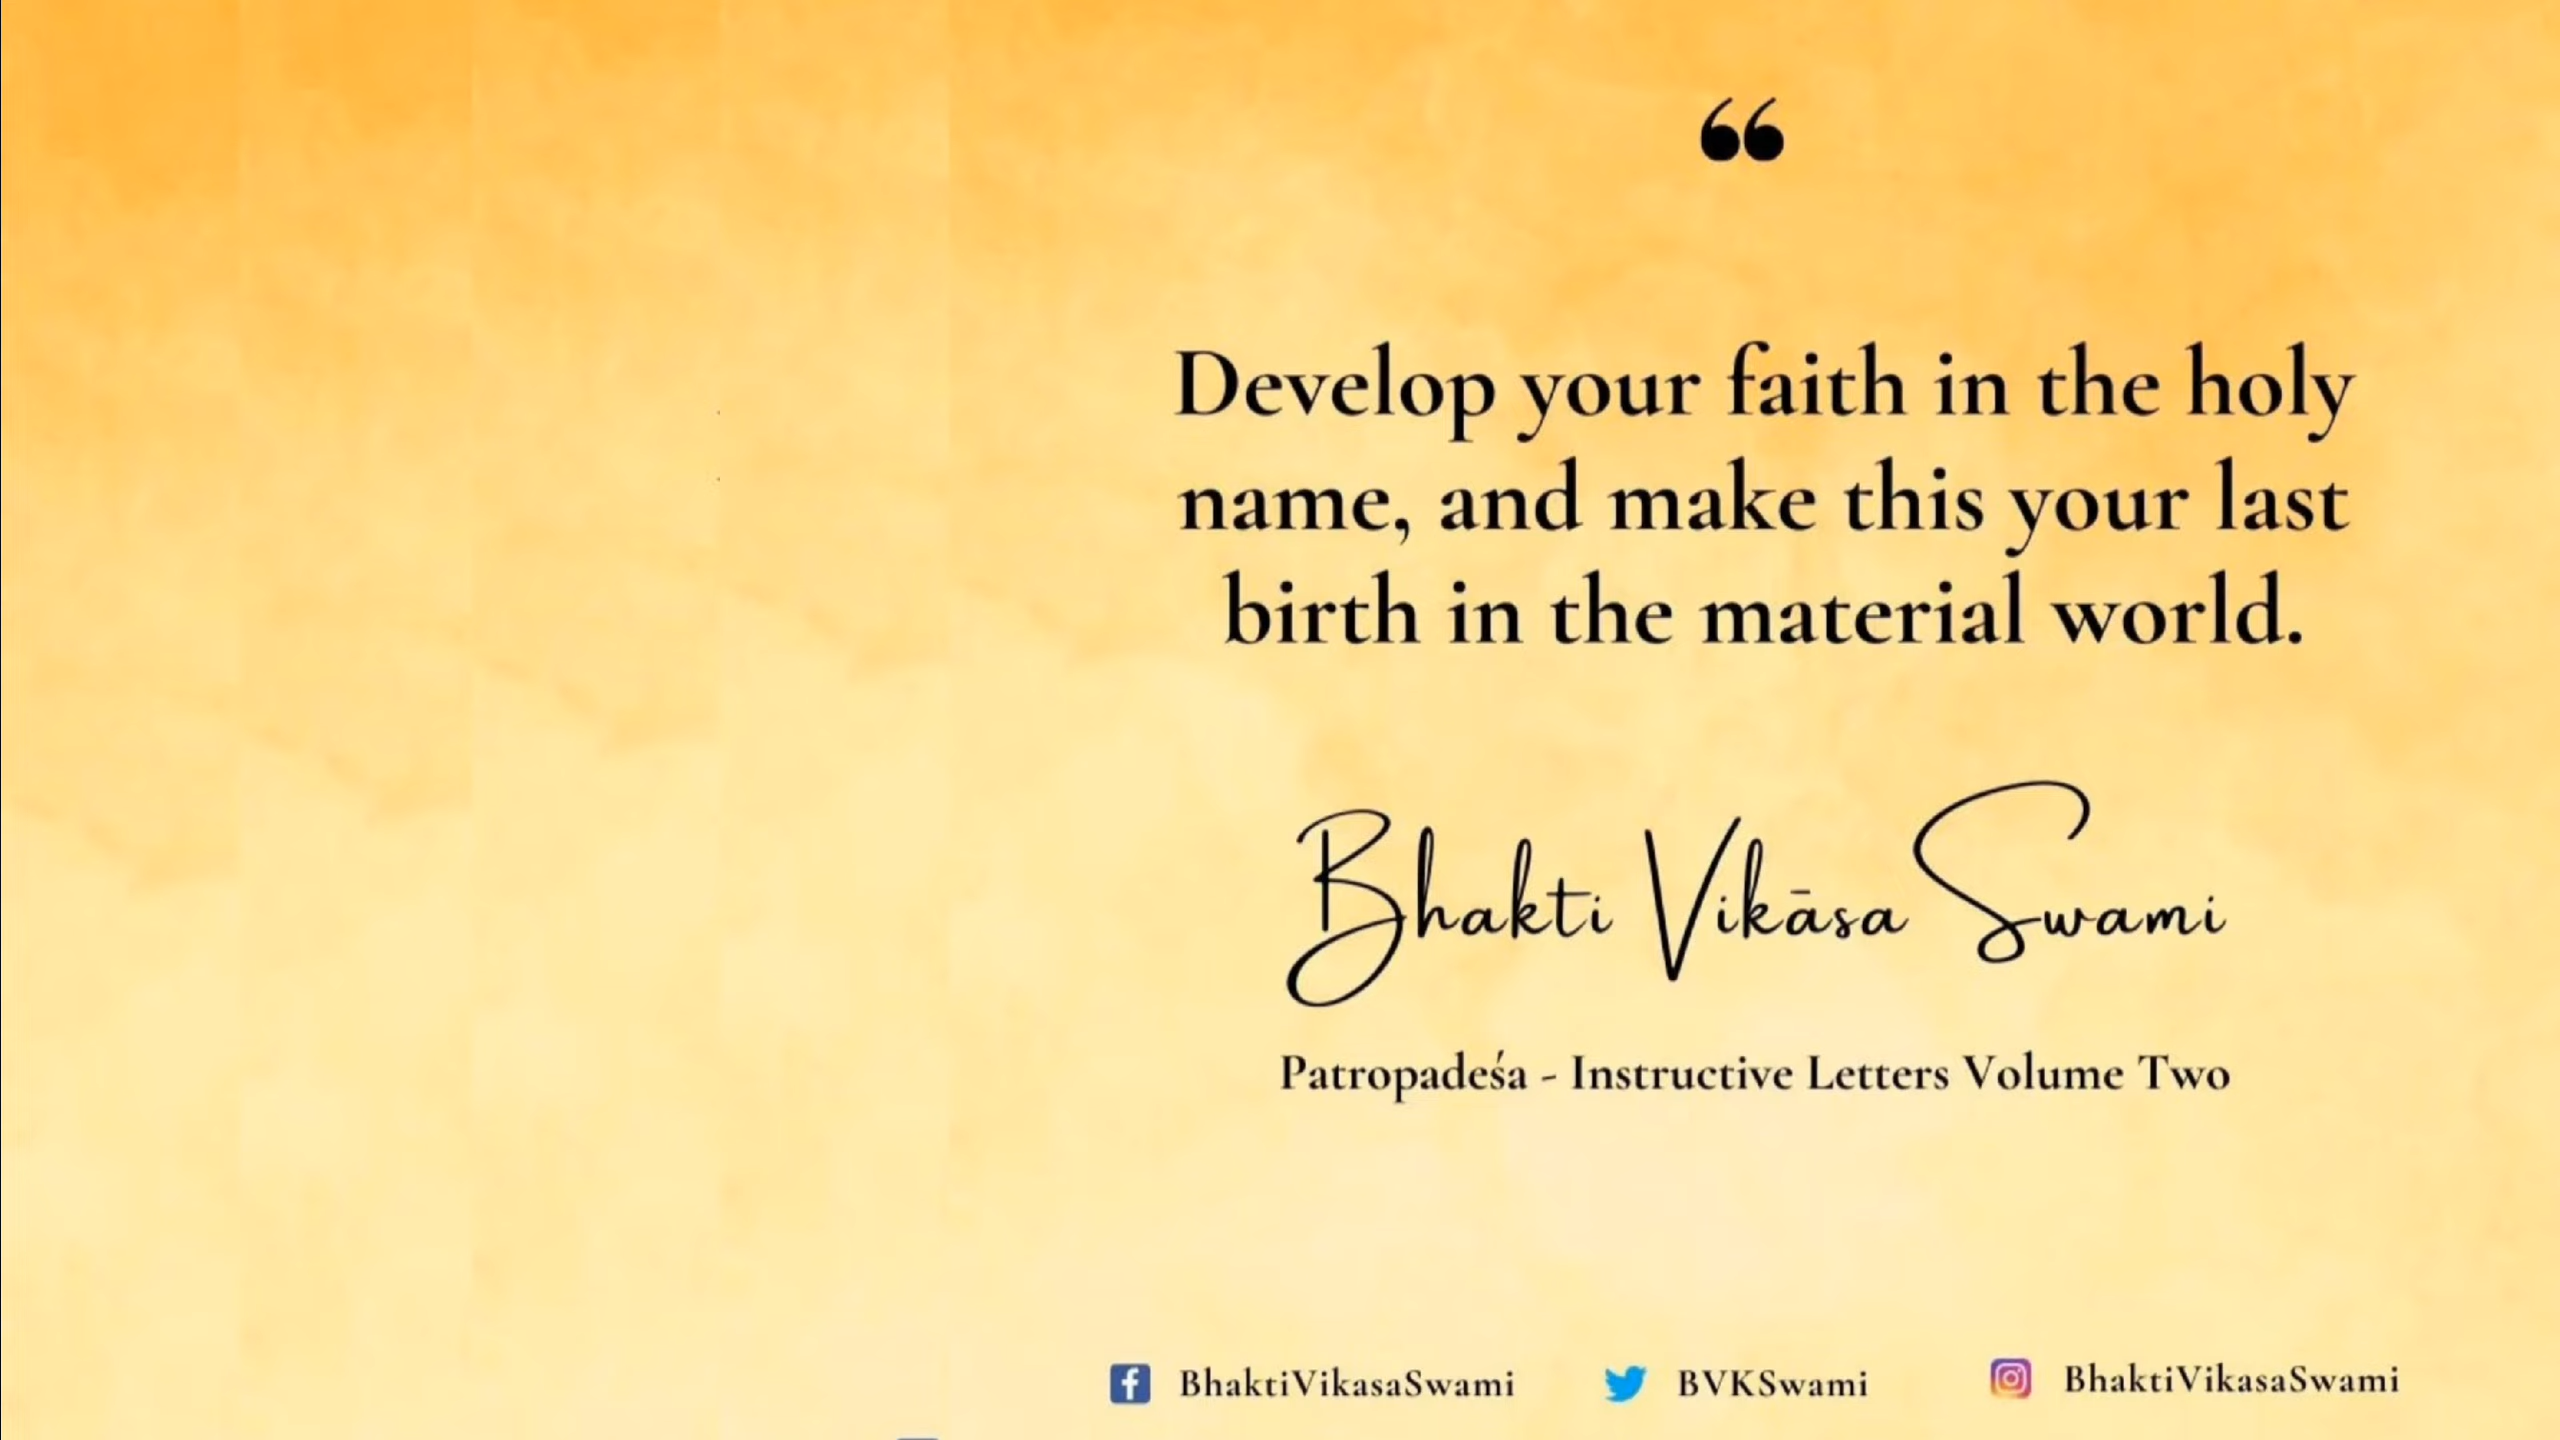 “
Develop your faith in the holy
name, and make this your last
birth in the material world.
Bhakti Vikāsa Swami
Patropadeśa - Instructive Letters Volume Two
BhaktiVikasaSwami BVKSwami BhaktiVikasaSwami